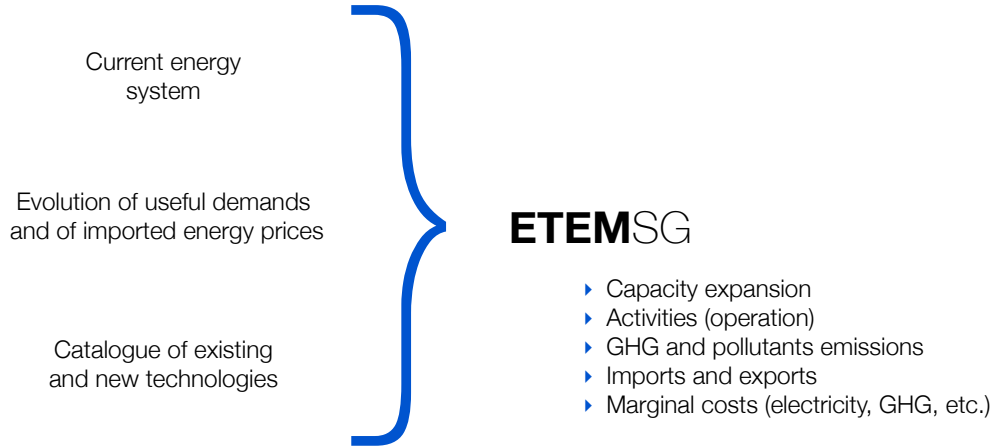 Current energy
system
Evolution of useful demands
and of imported energy prices
Catalogue of existing
and new technologies
ETEMSG
Capacity expansion
Activities (operation)
GHG and pollutants emissions
Imports and exports
Marginal costs (electricity, GHG, etc.)